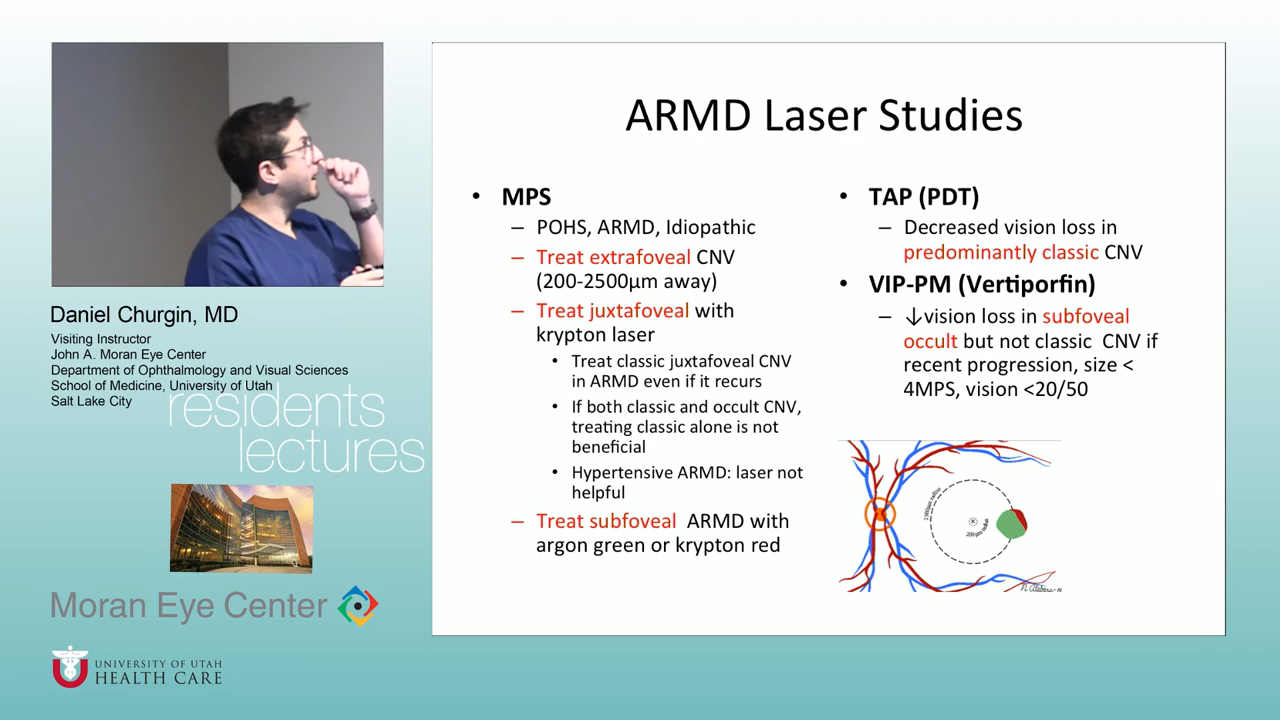 ARMD Laser Studies
• MPS
– POHS, ARMD, Idiopathic
– Treat extrafoveal CNV
(200-2500μm away)
– Treat juxtafoveal with
krypton laser
• Treat classic juxtafoveal CNV
in ARMD even if it recurs
• If both classic and occult CNV,
treating classic alone is not
beneficial
• Hypertensive ARMD: laser not
helpful
– Treat subfoveal ARMD with
argon green or krypton red
• TAP (PDT)
– Decreased vision loss in
predominantly classic CNV
• VIP-PM (Vertiporfin)
– ↓vision loss in subfoveal
occult but not classic CNV if
recent progression, size <
4MPS, vision <20/50
200μm radius
Daniel Churgin, MD
Visiting Instructor
John A. Moran Eye Center
Department of Ophthalmology and Visual Sciences
School of Medicine, University of Utah
Salt Lake City
residents
lectures
Moran Eye Center
U
UNIVERSITY OF UTAH
HEALTH CARE